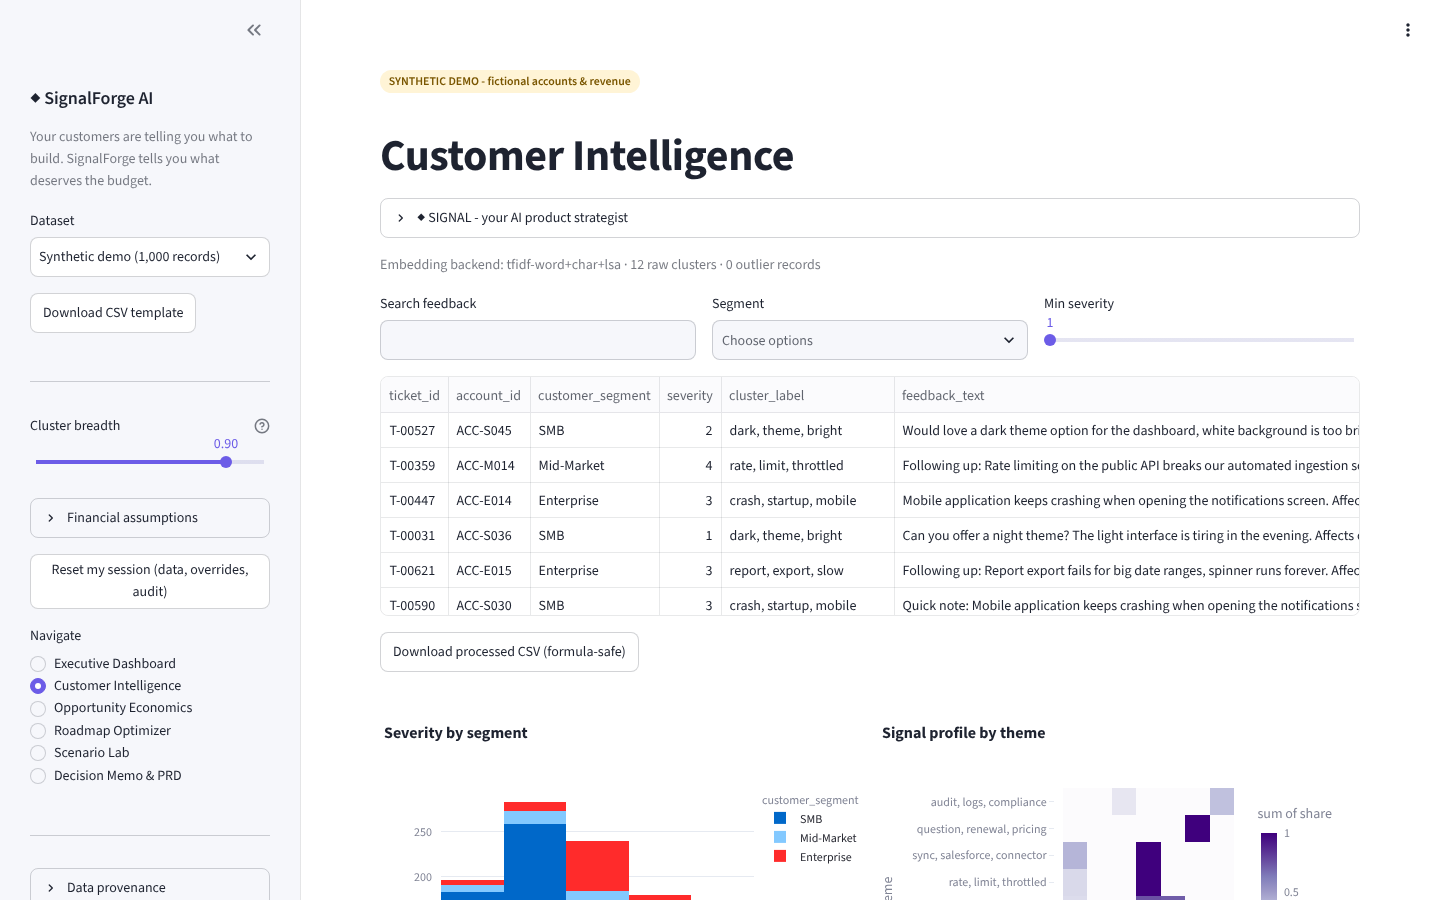 ◆ SignalForge AI
Your customers are telling you what to
build. SignalForge tells you what
deserves the budget.
Dataset
Synthetic demo (1,000 records)
Download CSV template
Cluster breadth
0.90
Financial assumptions
Reset my session (data, overrides,
audit)
Navigate
Executive Dashboard
Customer Intelligence
Opportunity Economics
Roadmap Optimizer
Scenario Lab
Decision Memo & PRD
Data provenance
SYNTHETIC DEMO - fictional accounts & revenue
Customer Intelligence
◆ SIGNAL - your AI product strategist
Embedding backend: tfidf-word+char+lsa · 12 raw clusters · 0 outlier records
Search feedback
Segment
Choose options
Min severity
1
ticket_id account_id customer_segment severity cluster_label feedback_text
T-00527 ACC-S045 SMB 2 dark, theme, bright Would love a dark theme option for the dashboard, white background is too bri
T-00359 ACC-M014 Mid-Market 4 rate, limit, throttled Following up: Rate limiting on the public API breaks our automated ingestion s
T-00447 ACC-E014 Enterprise 3 crash, startup, mobile Mobile application keeps crashing when opening the notifications screen. Affec
T-00031 ACC-S036 SMB 1 dark, theme, bright Can you offer a night theme? The light interface is tiring in the evening. Affects
T-00621 ACC-E015 Enterprise 3 report, export, slow Following up: Report export fails for big date ranges, spinner runs forever. Affec
T-00590 ACC-S030 SMB 3 crash, startup, mobile Quick note: Mobile application keeps crashing when opening the notifications s
Download processed CSV (formula-safe)
Severity by segment
250
200
customer_segment
SMB
Mid-Market
Enterprise
Signal profile by theme
audit, logs, compliance
question, renewal, pricing
sync, salesforce, connector
rate, limit, throttled
eme
sum of share
1
0.5